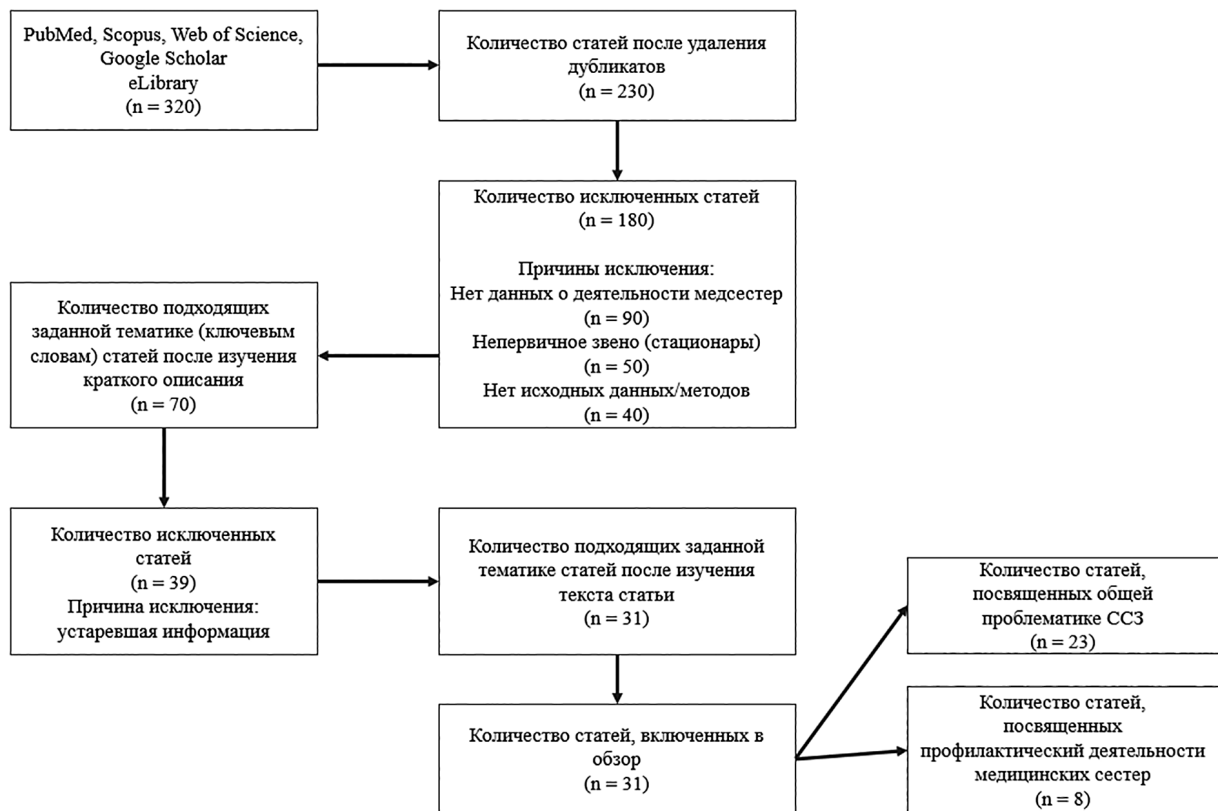 PubMed, Scopus, Web of Science,
Google Scholar
eLibrary
(n = 320)
Количество статей после удаления
дубликатов
(n = 230)
Количество исключенных статей
(n = 180)
Причины исключения:
Нет данных о деятельности медсестер
(n = 90)
Непервичное звено (стационары)
(n = 50)
Нет исходных данных/методов
(n = 40)
Количество подходящих
заданной тематике (ключевым
словам) статей после изучения
краткого описания
(n = 70)
Количество исключенных
статей
(n = 39)
Причина исключения:
устаревшая информация
Количество подходящих заданной
тематике статей после изучения
текста статьи
(n = 31)
Количество статей, включенных в
обзор
(n = 31)
Количество статей,
посвященных общей
проблематике ССЗ
(n = 23)
Количество статей,
посвященных
профилактический деятельности
медицинских сестер
(n = 8)